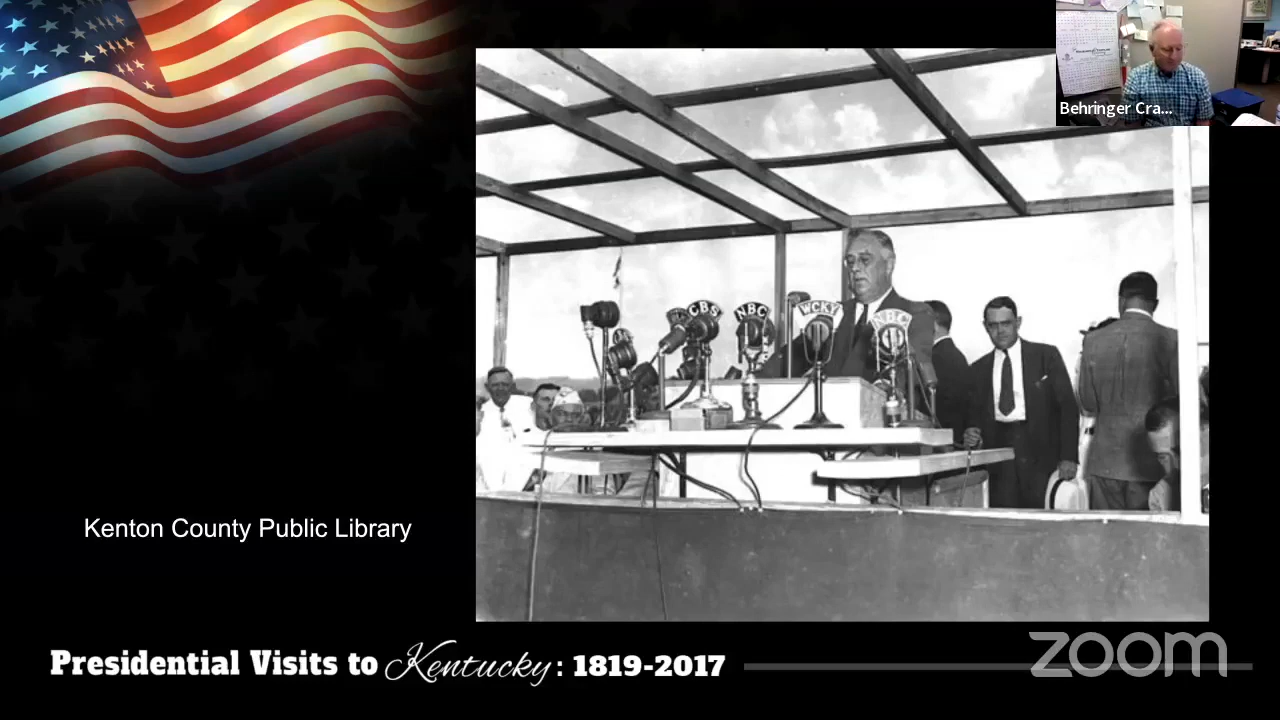 Behringer Cra...
CBS
NBC
WCKY
NBC
Kenton County Public Library
Presidential Visits to Kentucky: 1819-2017
zoom